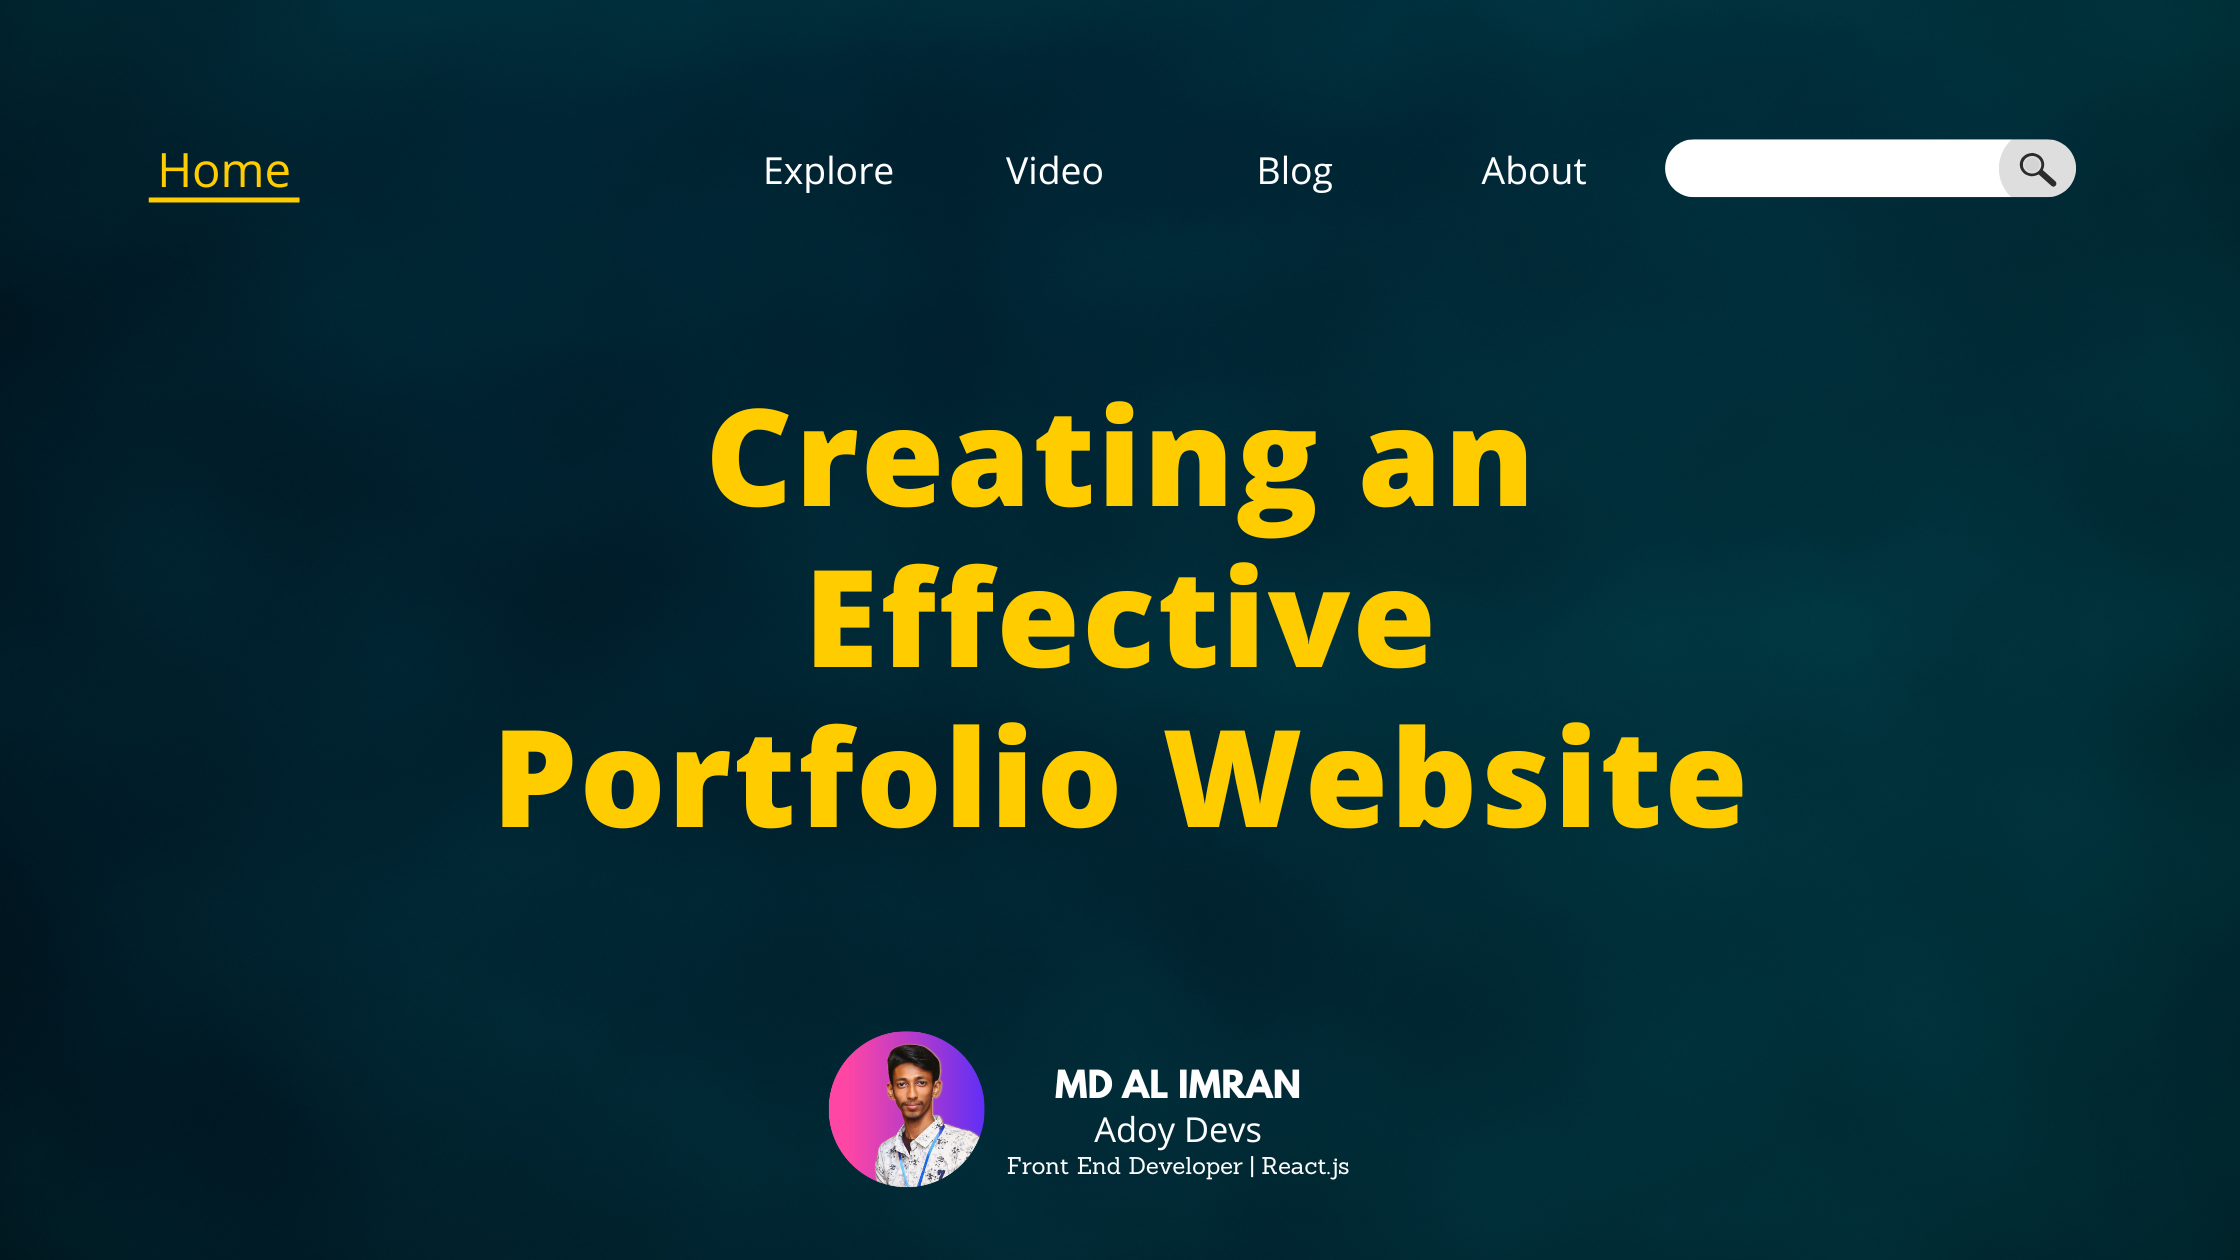 Home Explore Video Blog About
Creating an
Effective
Portfolio Website
MD AL IMRAN
Adoy Devs
Front End Developer | React.js